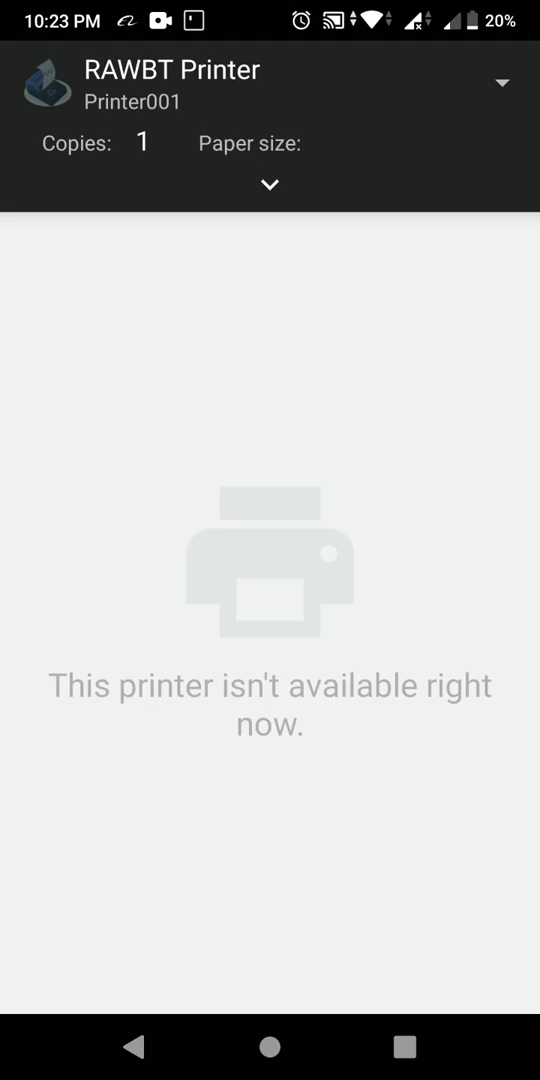 10:23 PM 20%
RAWBT Printer
Printer001
Copies: 1 Paper size:
This printer isn't available right
now.